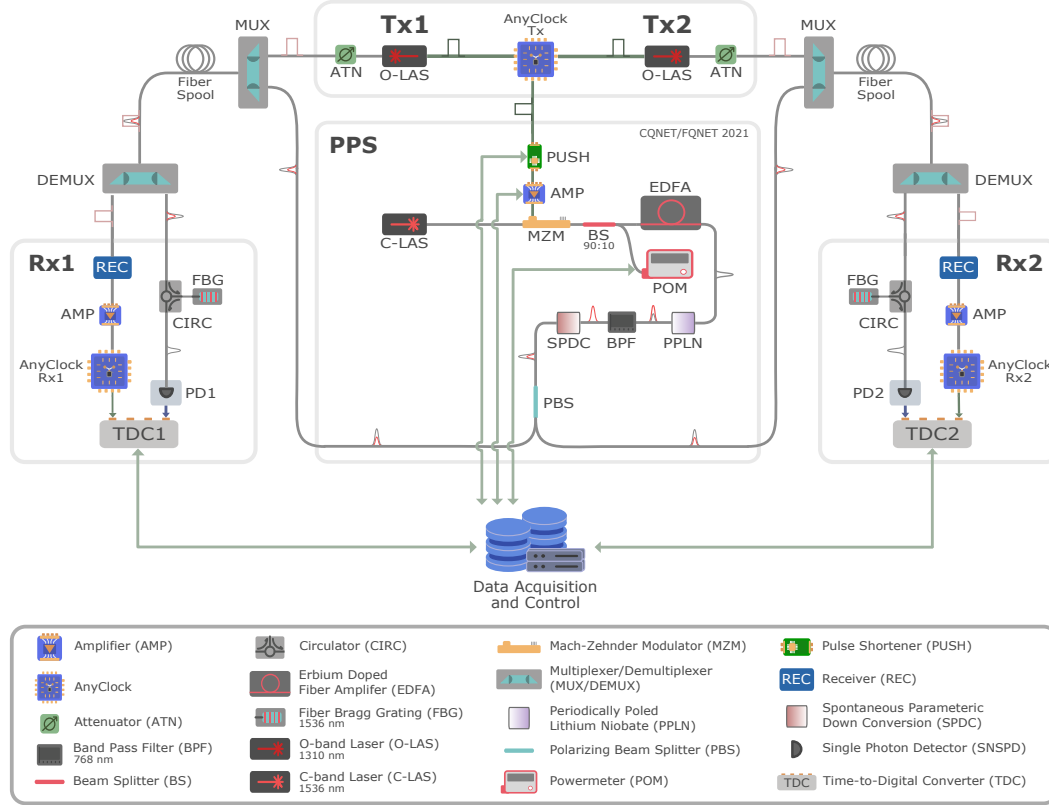 MUX
Tx1
AnyClock
Tx
Tx2
MUX
ATN
O-LAS
O-LAS
ATN
Fiber
Spool
Fiber
Spool
PPS
CQNET/FQNET 2021
PUSH
DEMUX
DEMUX
AMP
EDFA
C-LAS
MZM
BS
90:10
Rx1
Rx2
REC
FBG
POM
FBG
REC
AMP
CIRC
CIRC
AMP
SPDC
BPF
PPLN
AnyClock
Rx1
AnyClock
Rx2
PD1
PBS
PD2
TDC1
TDC2
Data Acquisition
and Control
Amplifier (AMP)
Circulator (CIRC)
Mach-Zehnder Modulator (MZM)
Pulse Shortener (PUSH)
AnyClock
Erbium Doped
Fiber Amplifer (EDFA)
Multiplexer/Demultiplexer
(MUX/DEMUX)
REC
Receiver (REC)
Attenuator (ATN)
Fiber Bragg Grating (FBG)
1536 nm
Periodically Poled
Lithium Niobate (PPLN)
Spontaneous Parametric
Down Conversion (SPDC)
Band Pass Filter (BPF)
768 nm
O-band Laser (O-LAS)
1310 nm
Polarizing Beam Splitter (PBS)
Single Photon Detector (SNSPD)
Beam Splitter (BS)
C-band Laser (C-LAS)
1536 nm
Powermeter (POM)
TDC
Time-to-Digital Converter (TDC)